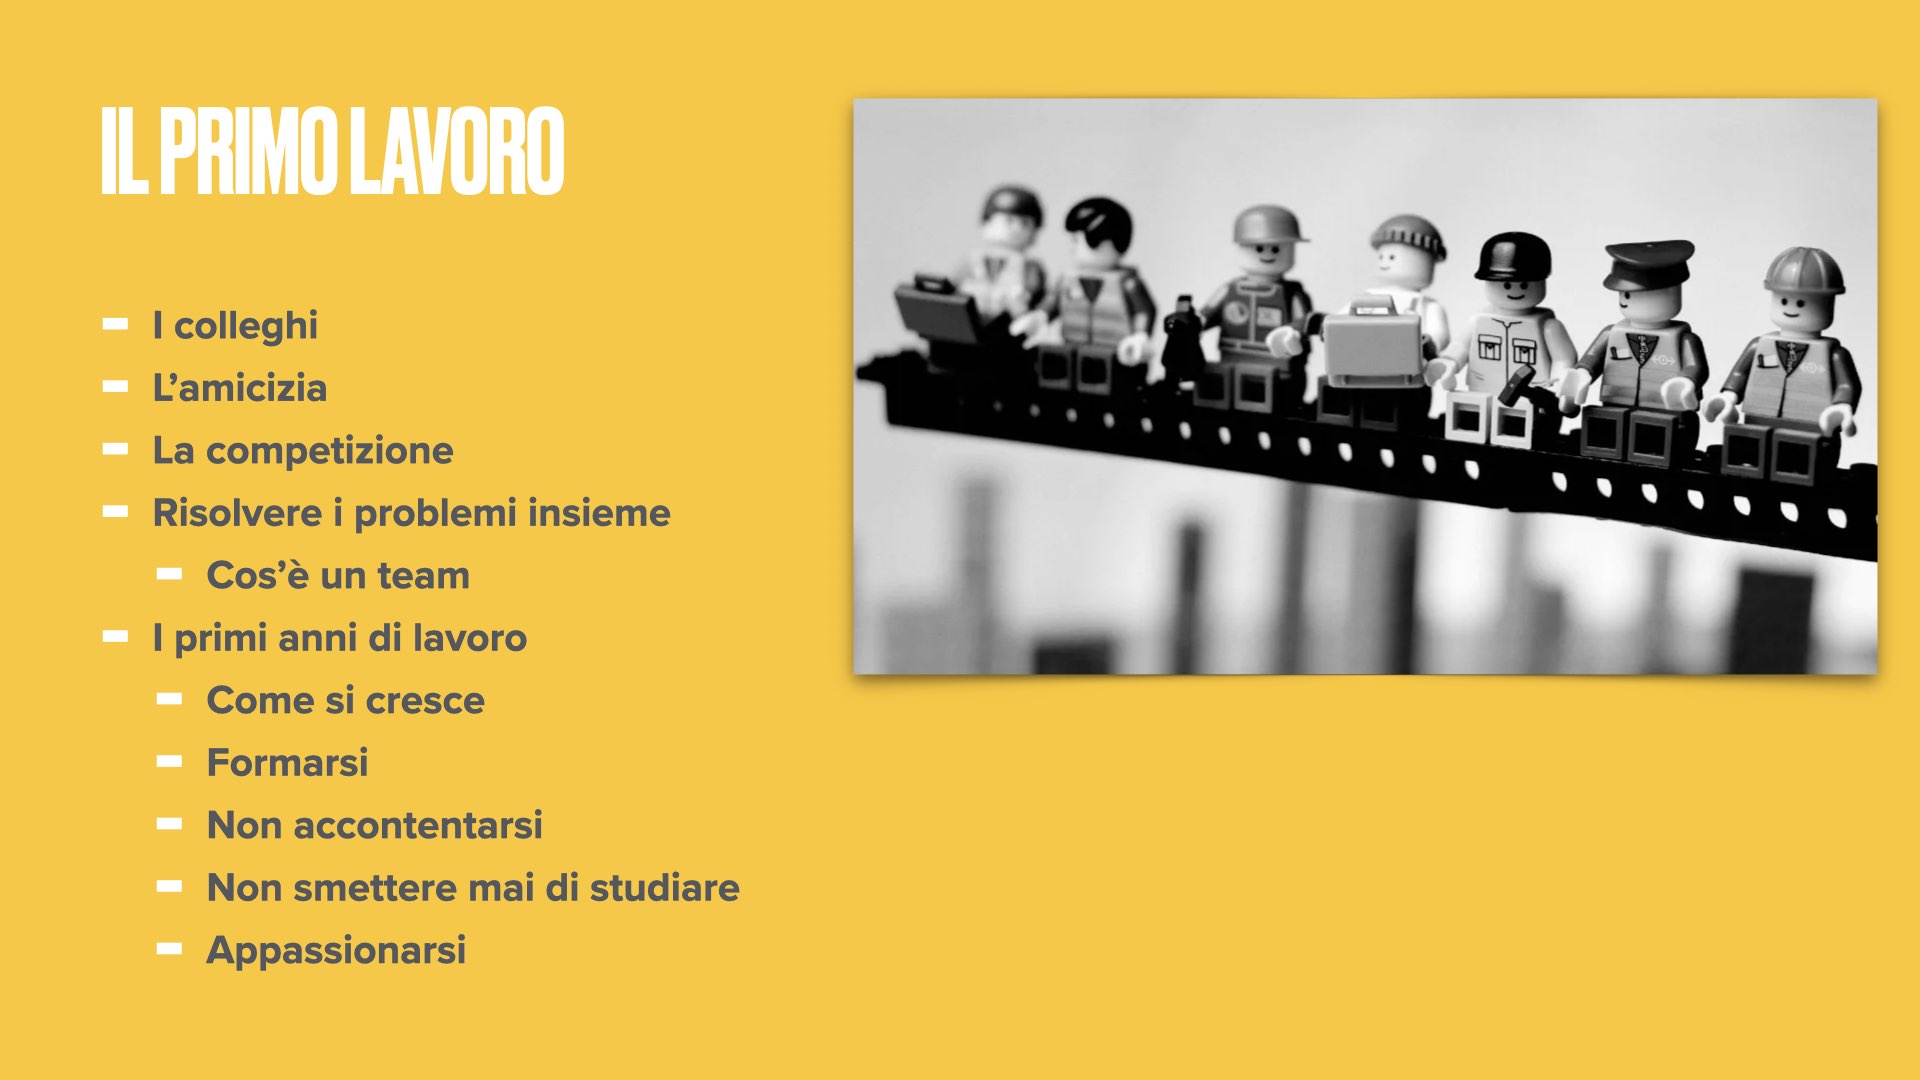 IL PRIMO LAVORO
I colleghi
L’amicizia
La competizione
Risolvere i problemi insieme
Cos’è un team
I primi anni di lavoro
Come si cresce
Formarsi
Non accontentarsi
Non smettere mai di studiare
Appassionarsi